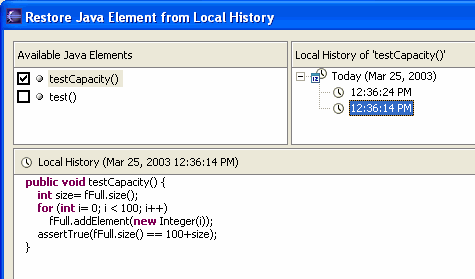 Restore Java Element from Local History
Available Java Elements
testCapacity()
test()
Local History of 'testCapacity()'
Today (Mar 25, 2003)
12:36:24 PM
12:36:14 PM
Local History (Mar 25, 2003 12:36:14 PM)
public void testCapacity() {
int size= fFull.size();
for (int i= 0; i < 100; i++)
fFull.addElement(new Integer(i));
assertTrue(fFull.size() == 100+size);
}